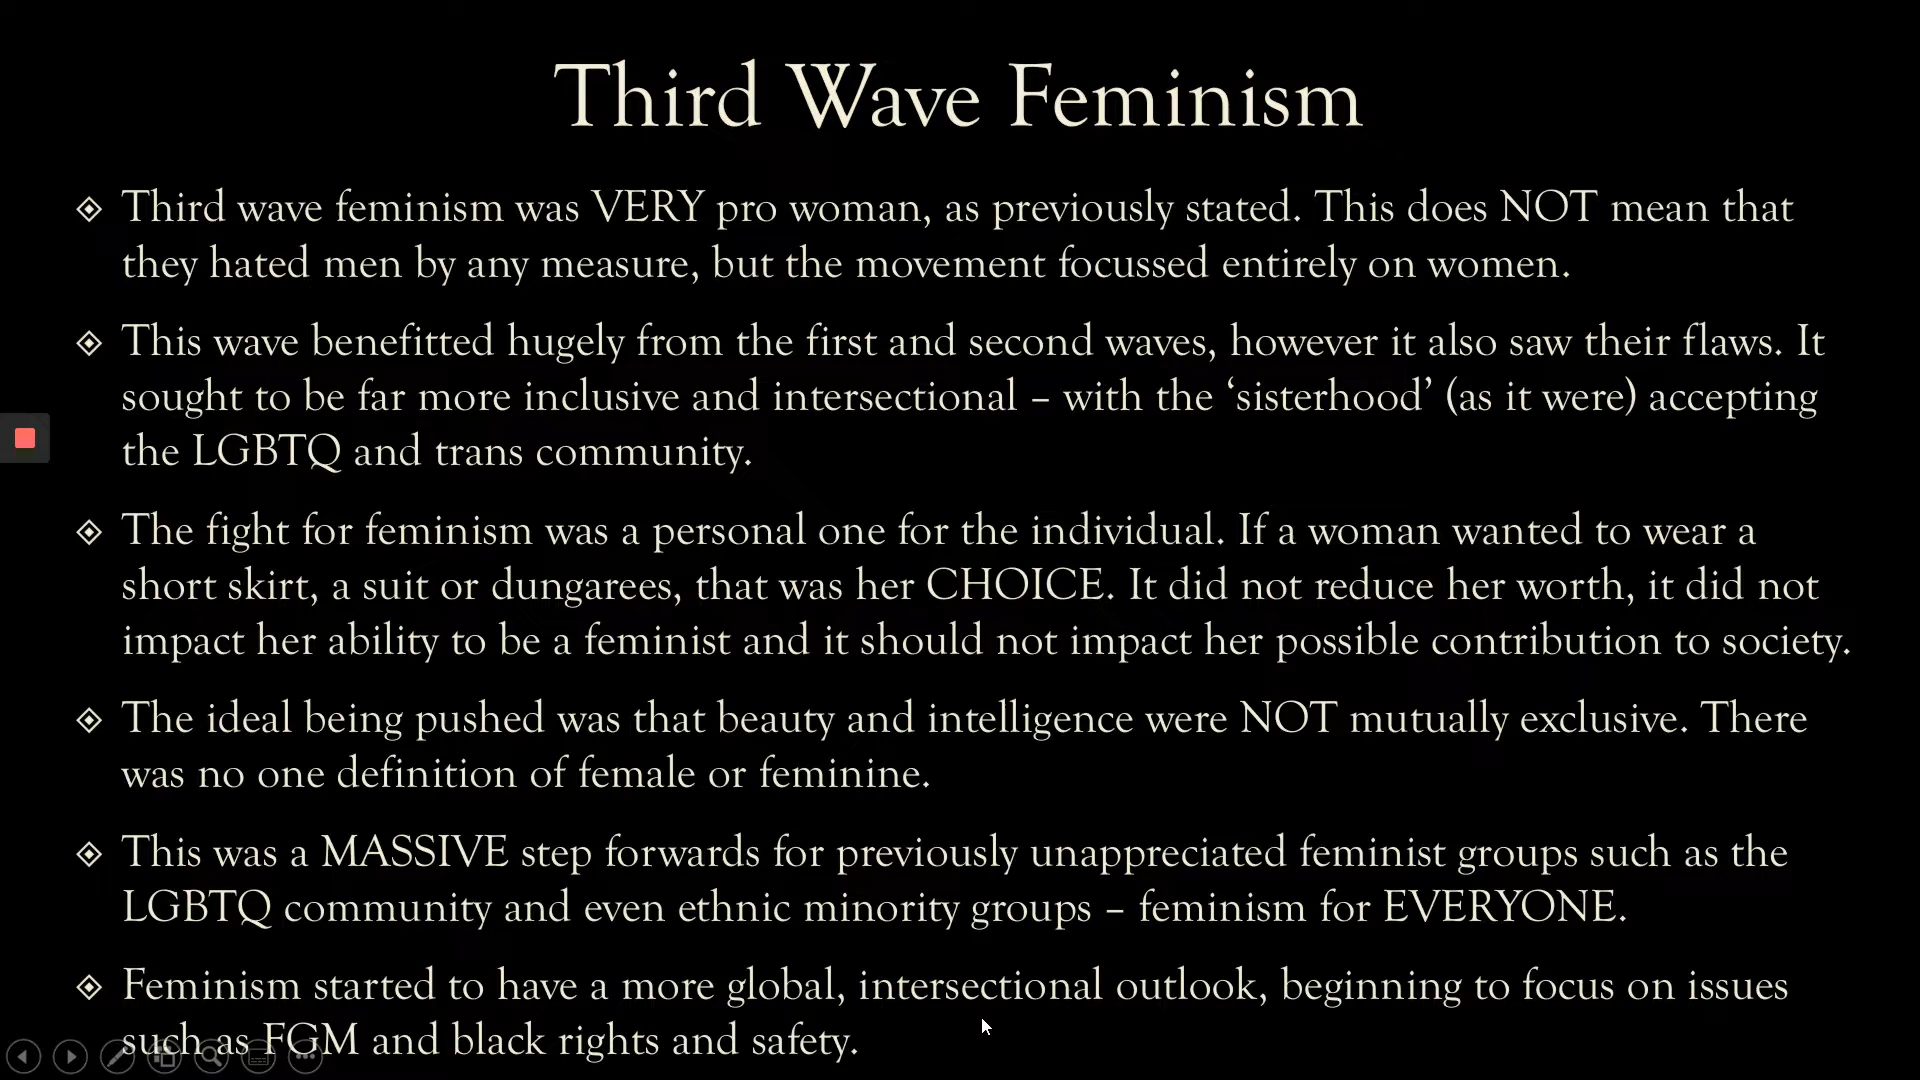 Third Wave Feminism
Third wave feminism was VERY pro woman, as previously stated. This does NOT mean that
they hated men by any measure, but the movement focussed entirely on women.
This wave benefitted hugely from the first and second waves, however it also saw their flaws. It
sought to be far more inclusive and intersectional – with the ‘sisterhood’ (as it were) accepting
the LGBTQ and trans community.
The fight for feminism was a personal one for the individual. If a woman wanted to wear a
short skirt, a suit or dungarees, that was her CHOICE. It did not reduce her worth, it did not
impact her ability to be a feminist and it should not impact her possible contribution to society.
The ideal being pushed was that beauty and intelligence were NOT mutually exclusive. There
was no one definition of female or feminine.
This was a MASSIVE step forwards for previously unappreciated feminist groups such as the
LGBTQ community and even ethnic minority groups – feminism for EVERYONE.
Feminism started to have a more global, intersectional outlook, beginning to focus on issues
such as FGM and black rights and safety.